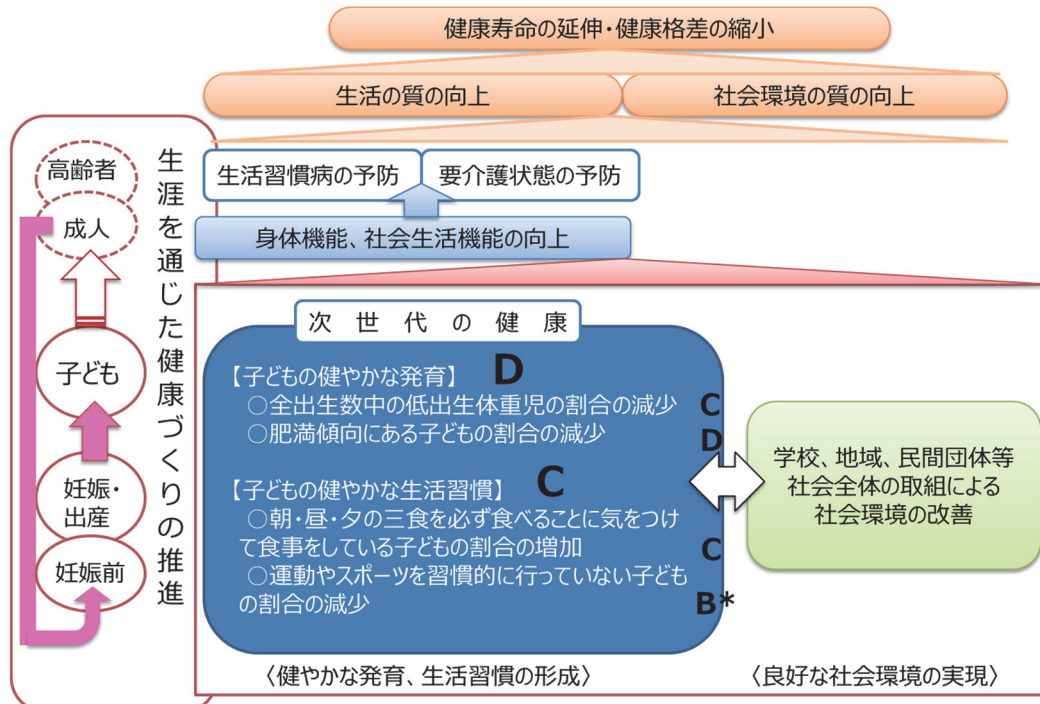 健康寿命の延伸・健康格差の縮小
生活の質の向上
社会環境の質の向上
生涯を通じた健康づくりの推進
高齢者
成人
子ども
妊娠・
出産
妊娠前
生活習慣病の予防
要介護状態の予防
身体機能、社会生活機能の向上
次世代の健康
【子どもの健やかな発育】 D
○全出生数中の低出生体重児の割合の減少 C
○肥満傾向にある子どもの割合の減少 D
【子どもの健やかな生活習慣】 C
○朝・昼・夕の三食を必ず食べることに気をつけ
て食事をしている子どもの割合の増加 C
○運動やスポーツを習慣的に行っていない子ども
の割合の減少 B*
学校、地域、民間団体等
社会全体の取組による
社会環境の改善
〈健やかな発育、生活習慣の形成〉
〈良好な社会環境の実現〉